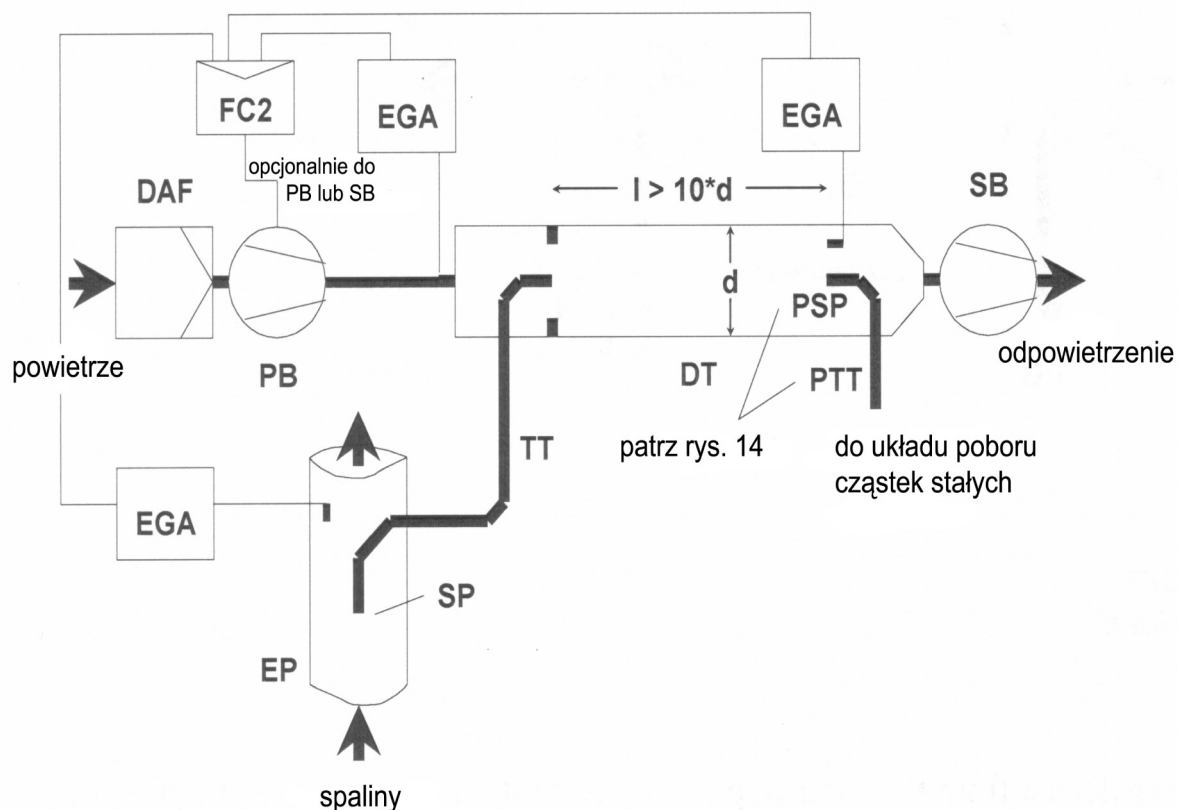 FC2
EGA
EGA
opcjonalnie do
PB lub SB
DAF
l > 10*d
SB
d
PSP
powietrze
PB
DT
PTT
odpowietrzenie
TT
patrz rys. 14
do układu poboru
cząstek stałych
EGA
SP
EP
spaliny